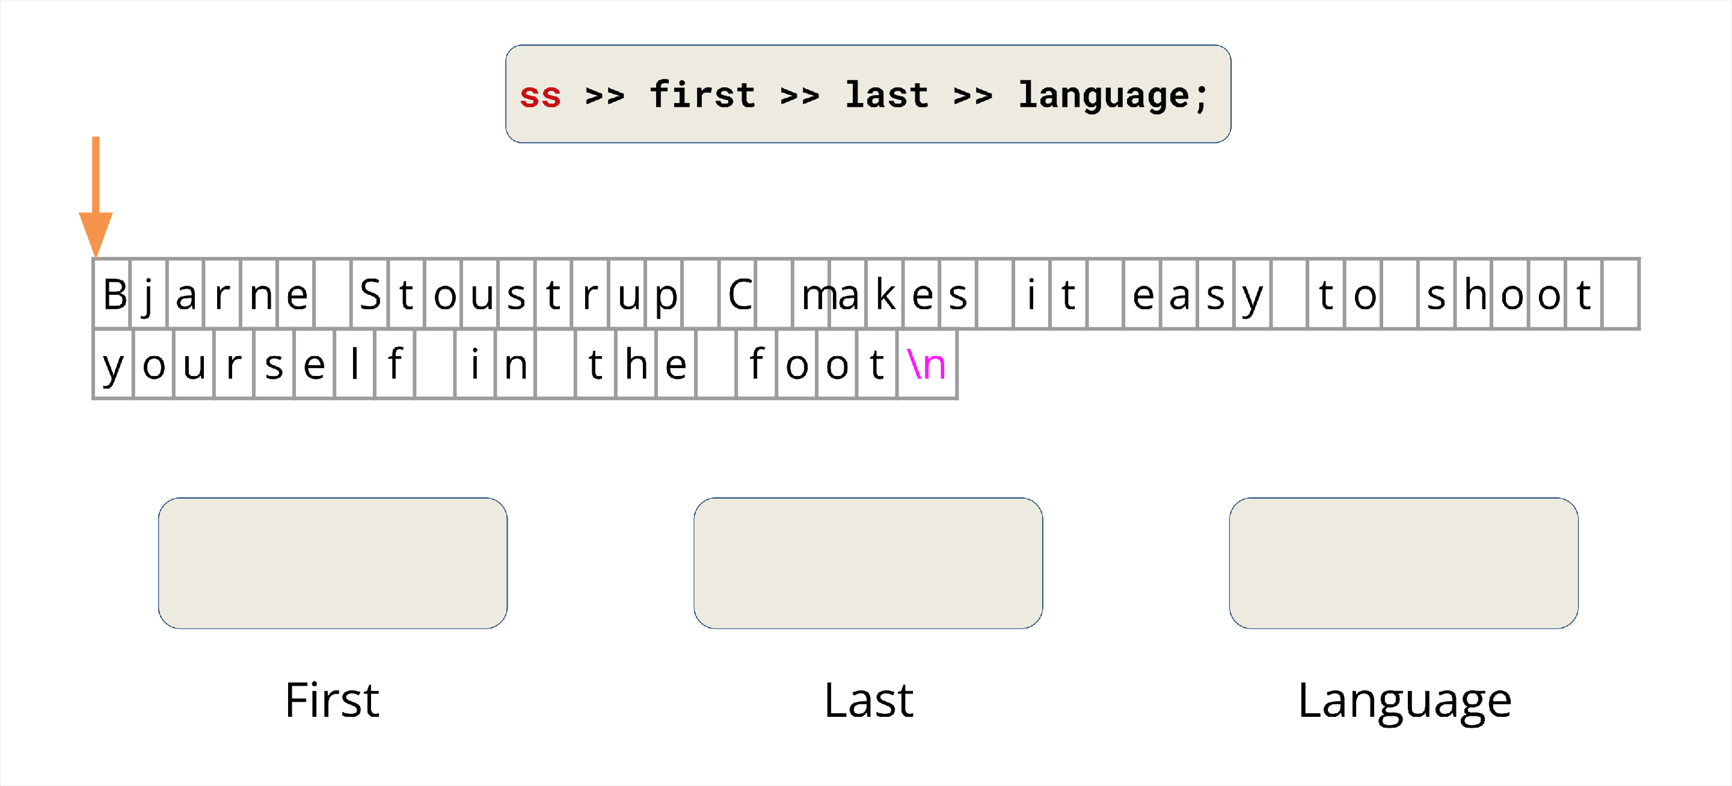 ss >> first >> last >> language;
Bjarne Stoustrup C makes it easy to shoot
yourself in the foot\n
First
Last
Language